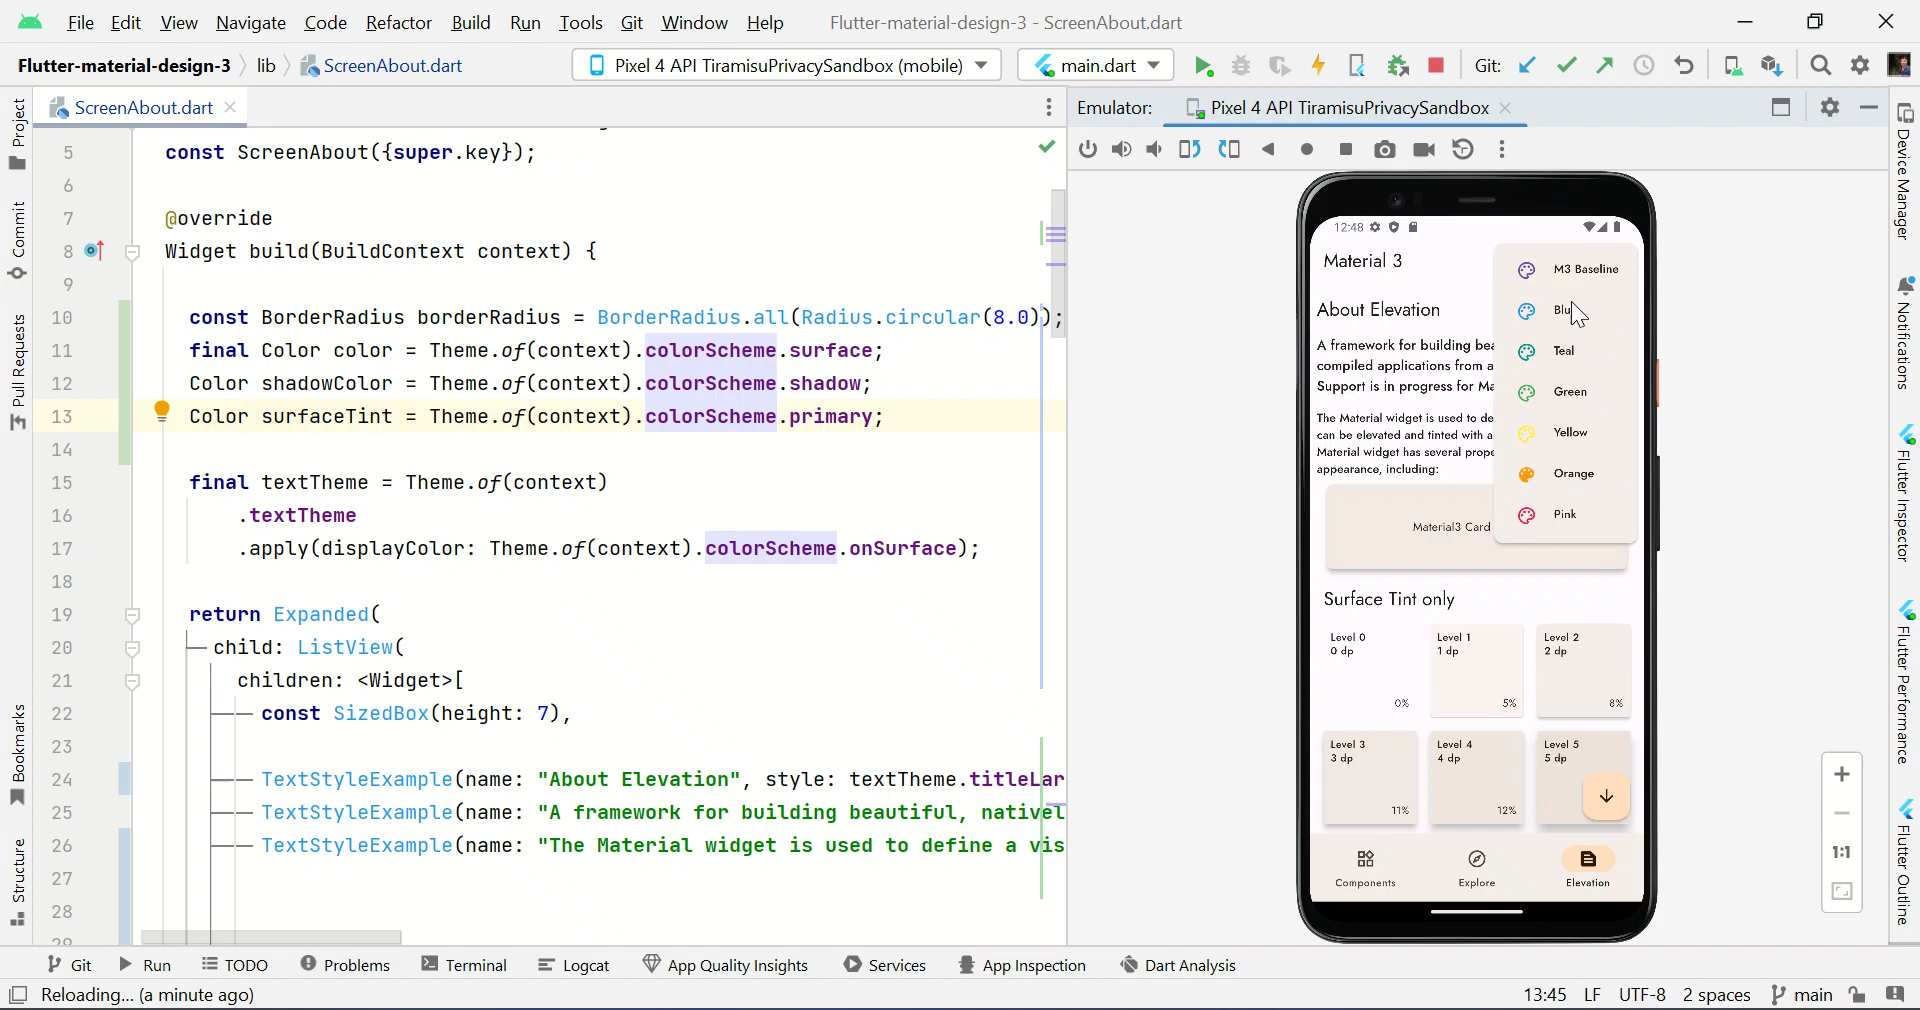 File Edit View Navigate Code Refactor Build Run Tools Git Window Help Flutter-material-design-3 - ScreenAbout.dart
Flutter-material-design-3 lib ScreenAbout.dart Pixel 4 API TiramisuPrivacySandbox (mobile) main.dart Git:
ScreenAbout.dart
Emulator: Pixel 4 API TiramisuPrivacySandbox
Project
Commit
Pull Requests
Bookmarks
Structure
5 const ScreenAbout({super.key});
6
7 @override
8 Widget build(BuildContext context) {
9
10 const BorderRadius borderRadius = BorderRadius.all(Radius.circular(8.0));
11 final Color color = Theme.of(context).colorScheme.surface;
12 Color shadowColor = Theme.of(context).colorScheme.shadow;
13 Color surfaceTint = Theme.of(context).colorScheme.primary;
14
15 final textTheme = Theme.of(context)
16 .textTheme
17 .apply(displayColor: Theme.of(context).colorScheme.onSurface);
18
19 return Expanded(
20 child: ListView(
21 children: <Widget>[
22 const SizedBox(height: 7),
23
24 TextStyleExample(name: "About Elevation", style: textTheme.titleLar
25 TextStyleExample(name: "A framework for building beautiful, nativel
26 TextStyleExample(name: "The Material widget is used to define a vis
27
28
12:48
Material 3
About Elevation
A framework for building bea
compiled applications from a
Support is in progress for Ma
The Material widget is used to de
can be elevated and tinted with a
Material widget has several prope
appearance, including:
Material3 Card
M3 Baseline
Blu
Teal
Green
Yellow
Orange
Pink
Surface Tint only
Level 0
0 dp
0%
Level 1
1 dp
5%
Level 2
2 dp
8%
Level 3
3 dp
11%
Level 4
4 dp
12%
Level 5
5 dp
Components Explore Elevation
1:1
Device Manager
Notifications
Flutter Inspector
Flutter Performance
Flutter Outline
Git Run TODO Problems Terminal Logcat App Quality Insights Services App Inspection Dart Analysis
Reloading... (a minute ago) 13:45 LF UTF-8 2 spaces main